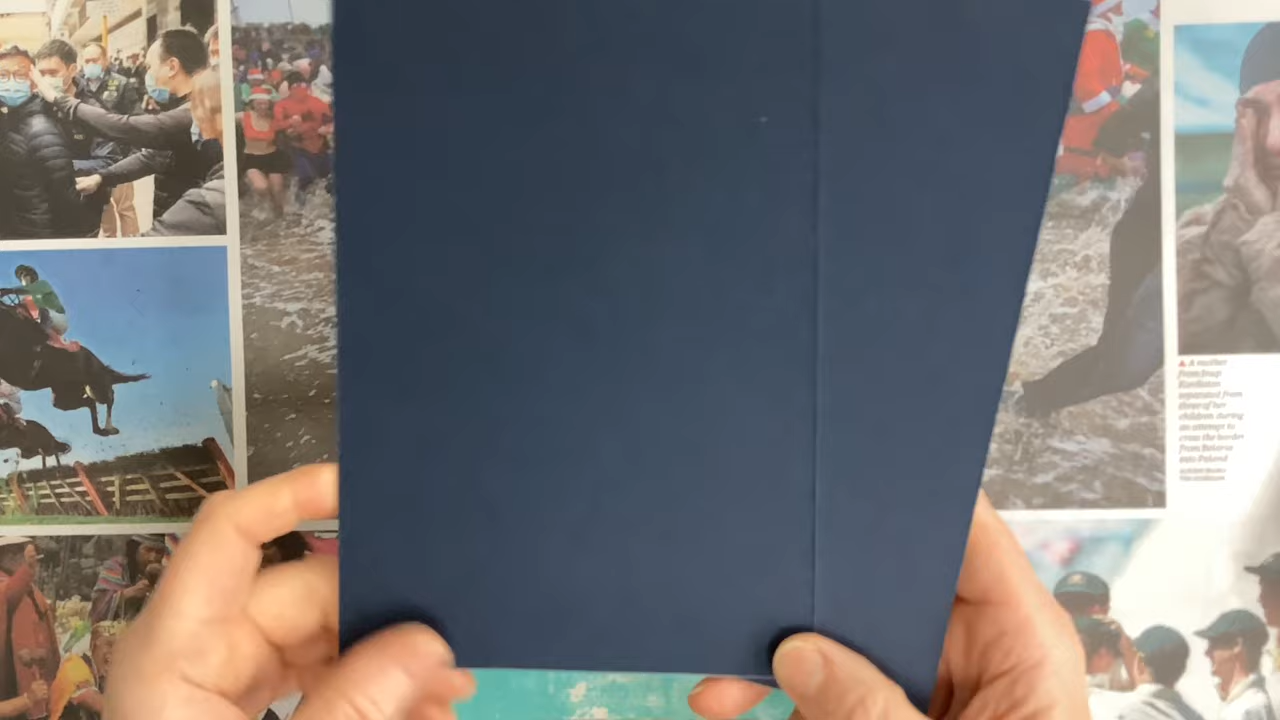 ▲ A mother
from Iraqi
Kurdistan
separated from
three of her
children during
an attempt to
cross the border
from Belarus
into Poland